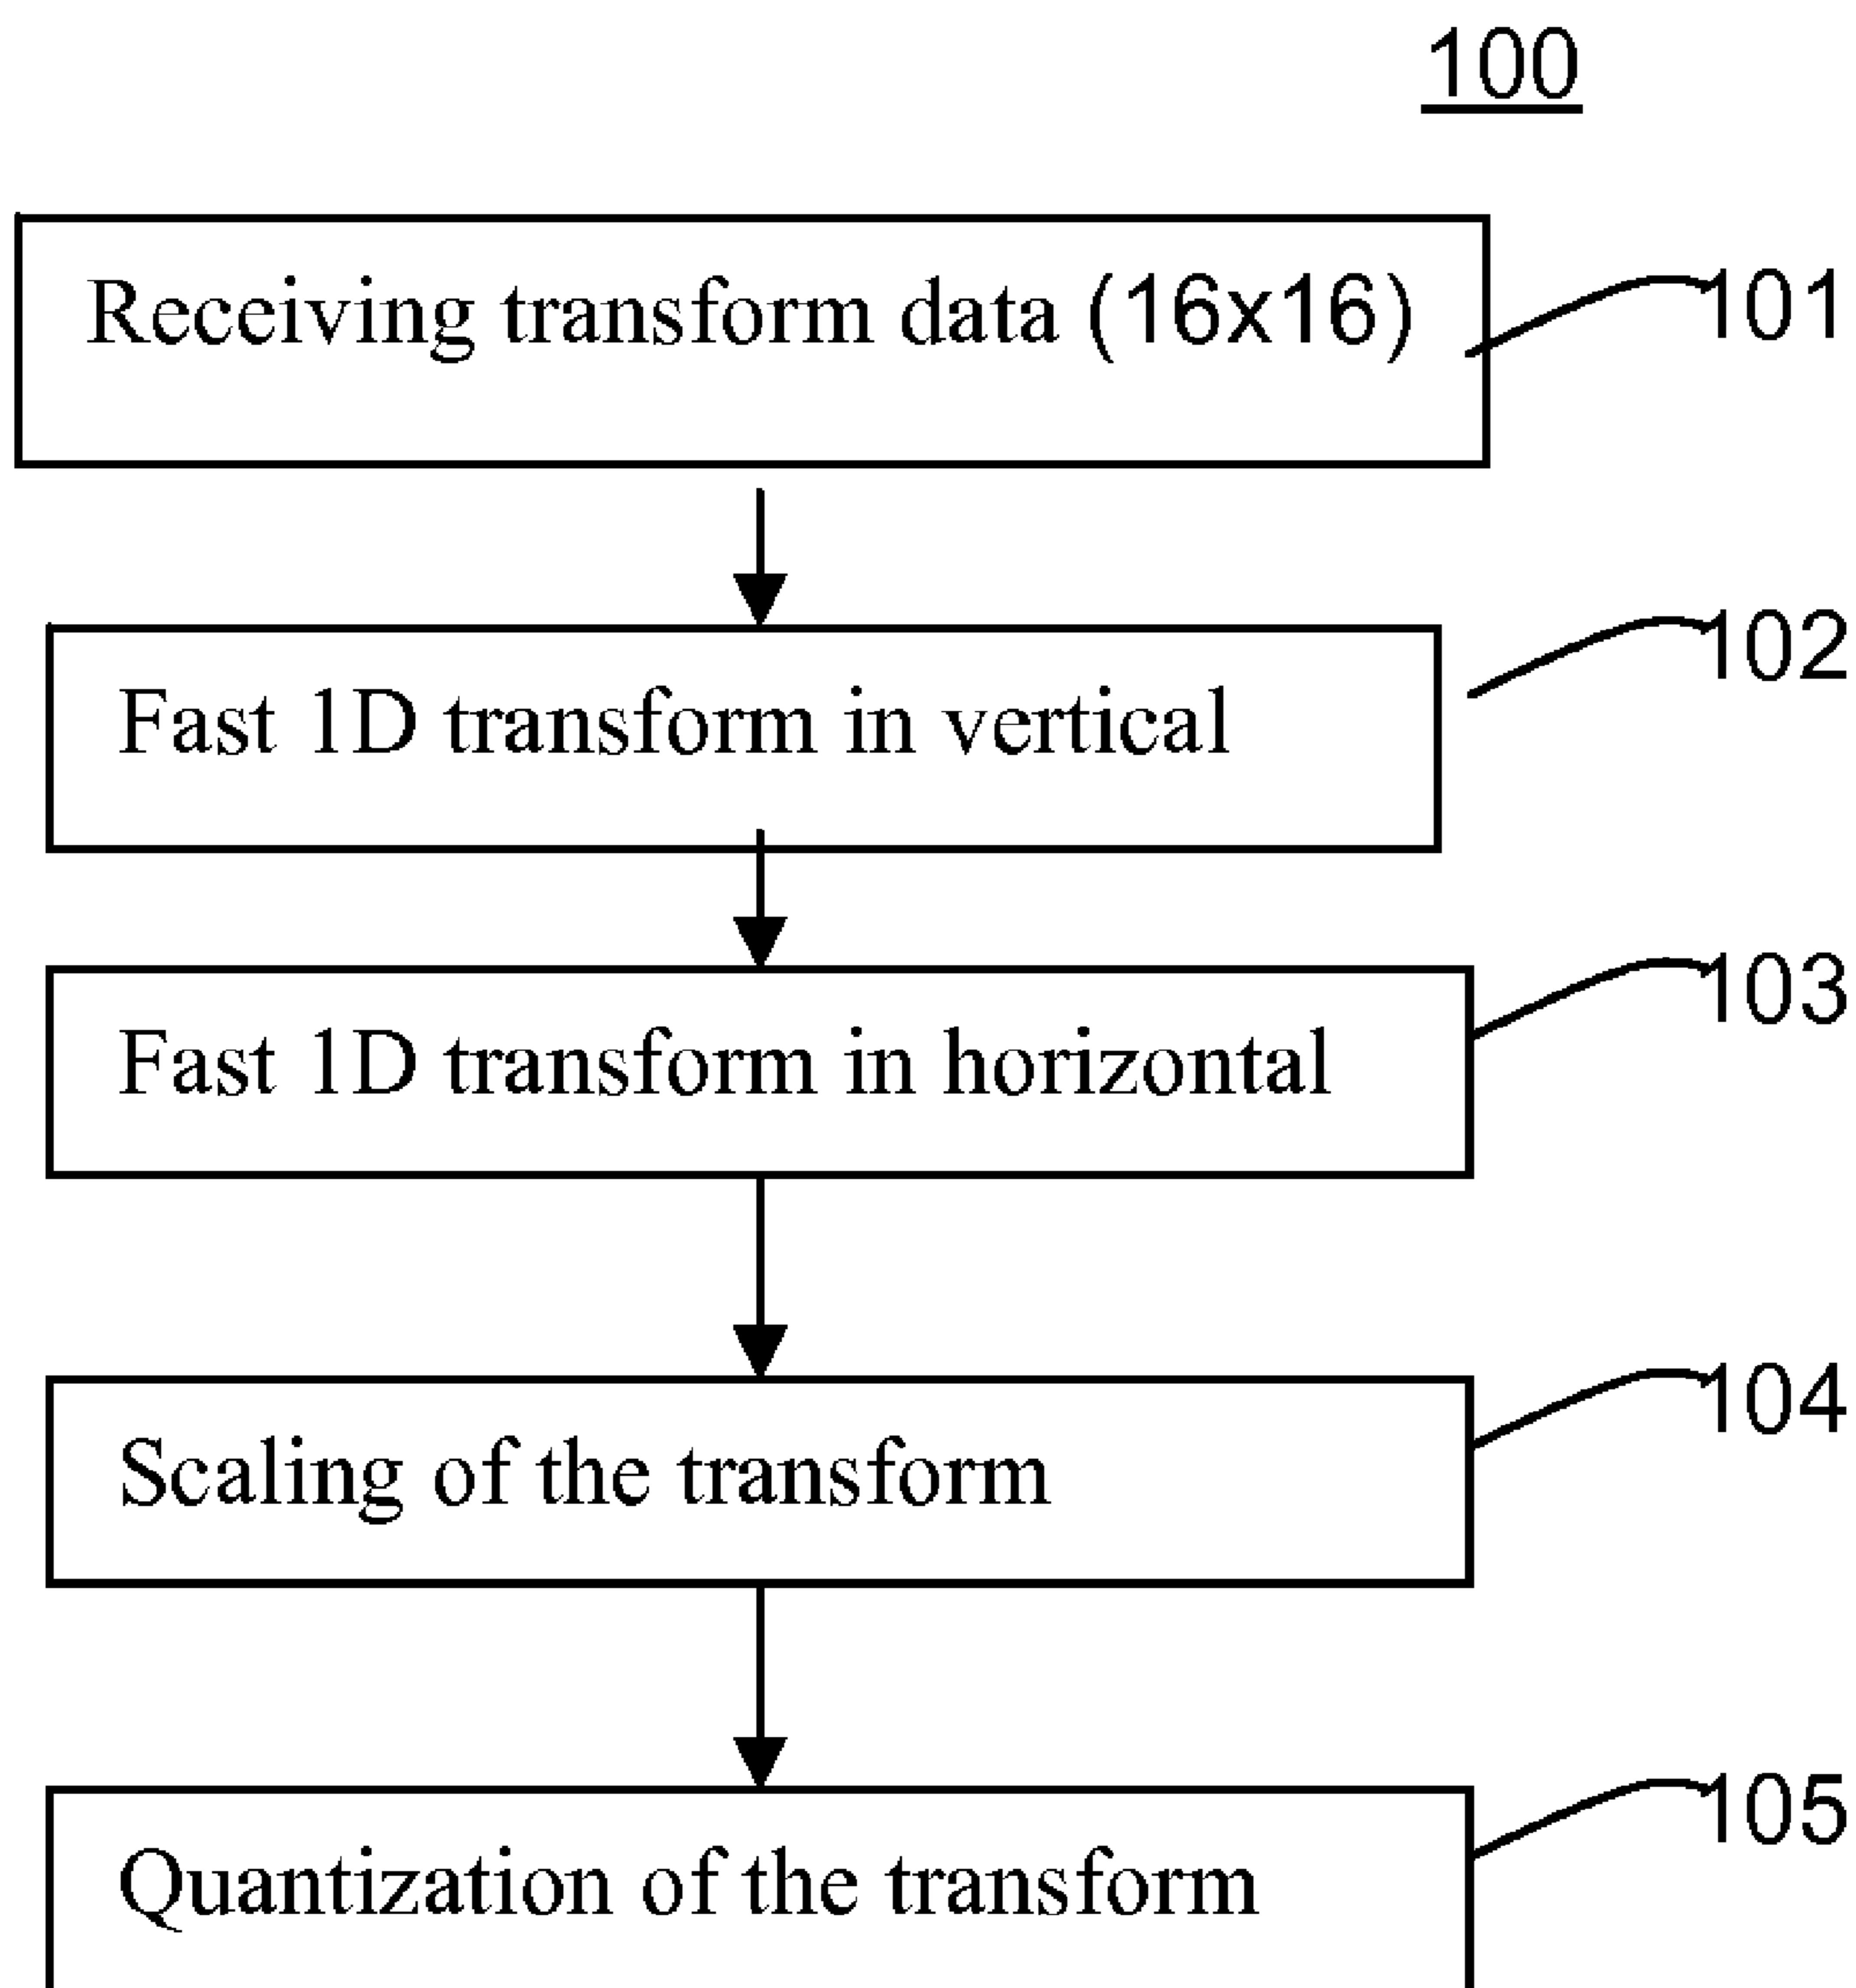 100
Receiving transform data (16x16)
101
Fast 1D transform in vertical
102
Fast 1D transform in horizontal
103
Scaling of the transform
104
Quantization of the transform
105